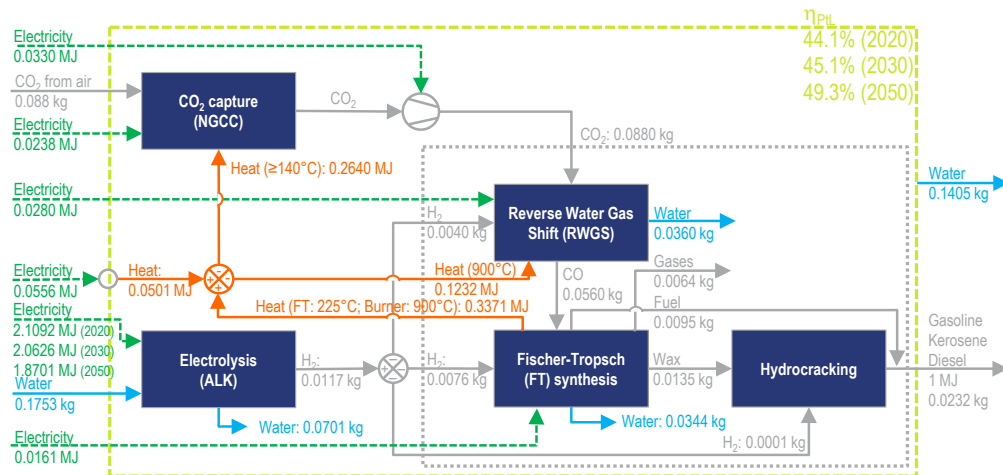 Electricity
0.0330 MJ
η_PtL
44.1% (2020)
45.1% (2030)
49.3% (2050)
CO₂ from air
0.088 kg
CO₂ capture
(NGCC)
CO₂
Electricity
0.0238 MJ
CO₂: 0.0880 kg
Heat (≥140°C): 0.2640 MJ
Water
0.1405 kg
Electricity
0.0280 MJ
H₂
0.0040 kg
Reverse Water Gas
Shift (RWGS)
Water
0.0360 kg
Electricity
0.0556 MJ
Heat:
0.0501 MJ
Heat (900°C)
0.1232 MJ
CO
0.0560 kg
Gases
0.0064 kg
Heat (FT: 225°C; Burner: 900°C): 0.3371 MJ
Fuel
0.0095 kg
Electricity
2.1092 MJ (2020)
2.0626 MJ (2030)
1.8701 MJ (2050)
Electrolysis
(ALK)
H₂:
0.0117 kg
H₂:
0.0076 kg
Fischer-Tropsch
(FT) synthesis
Wax
0.0135 kg
Hydrocracking
Gasoline
Kerosene
Diesel
1 MJ
0.0232 kg
Water
0.1753 kg
Water: 0.0701 kg
Water: 0.0344 kg
Electricity
0.0161 MJ
H₂: 0.0001 kg